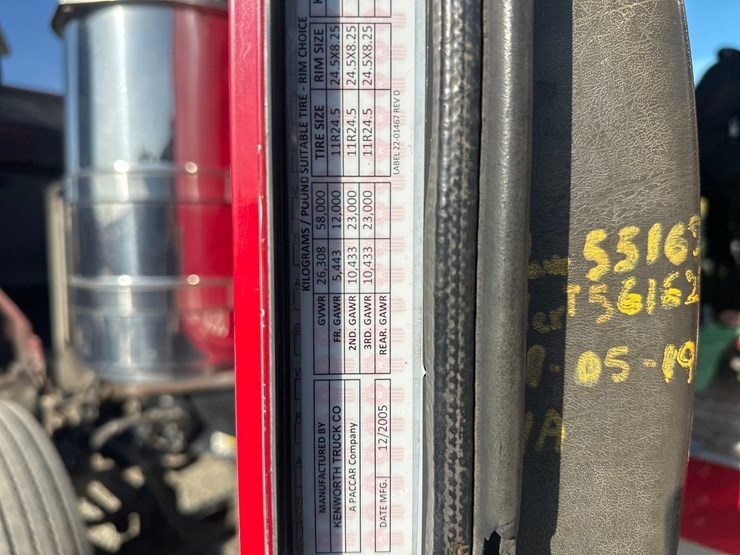 MANUFACTURED BY
KENWORTH TRUCK CO
A PACCAR Company
DATE MFG. 12/2005
KILOGRAMS / POUND SUITABLE TIRE - RIM CHOICE
TIRE SIZE RIM SIZE
GVWR 26,308 58,000
FR. GAWR 5,443 12,000 11R24.5 24.5X8.25
2ND. GAWR 10,433 23,000 11R24.5 24.5X8.25
3RD. GAWR 10,433 23,000 11R24.5 24.5X8.25
REAR. GAWR
LABEL 22-01467 REV D
5516
56162
05-19